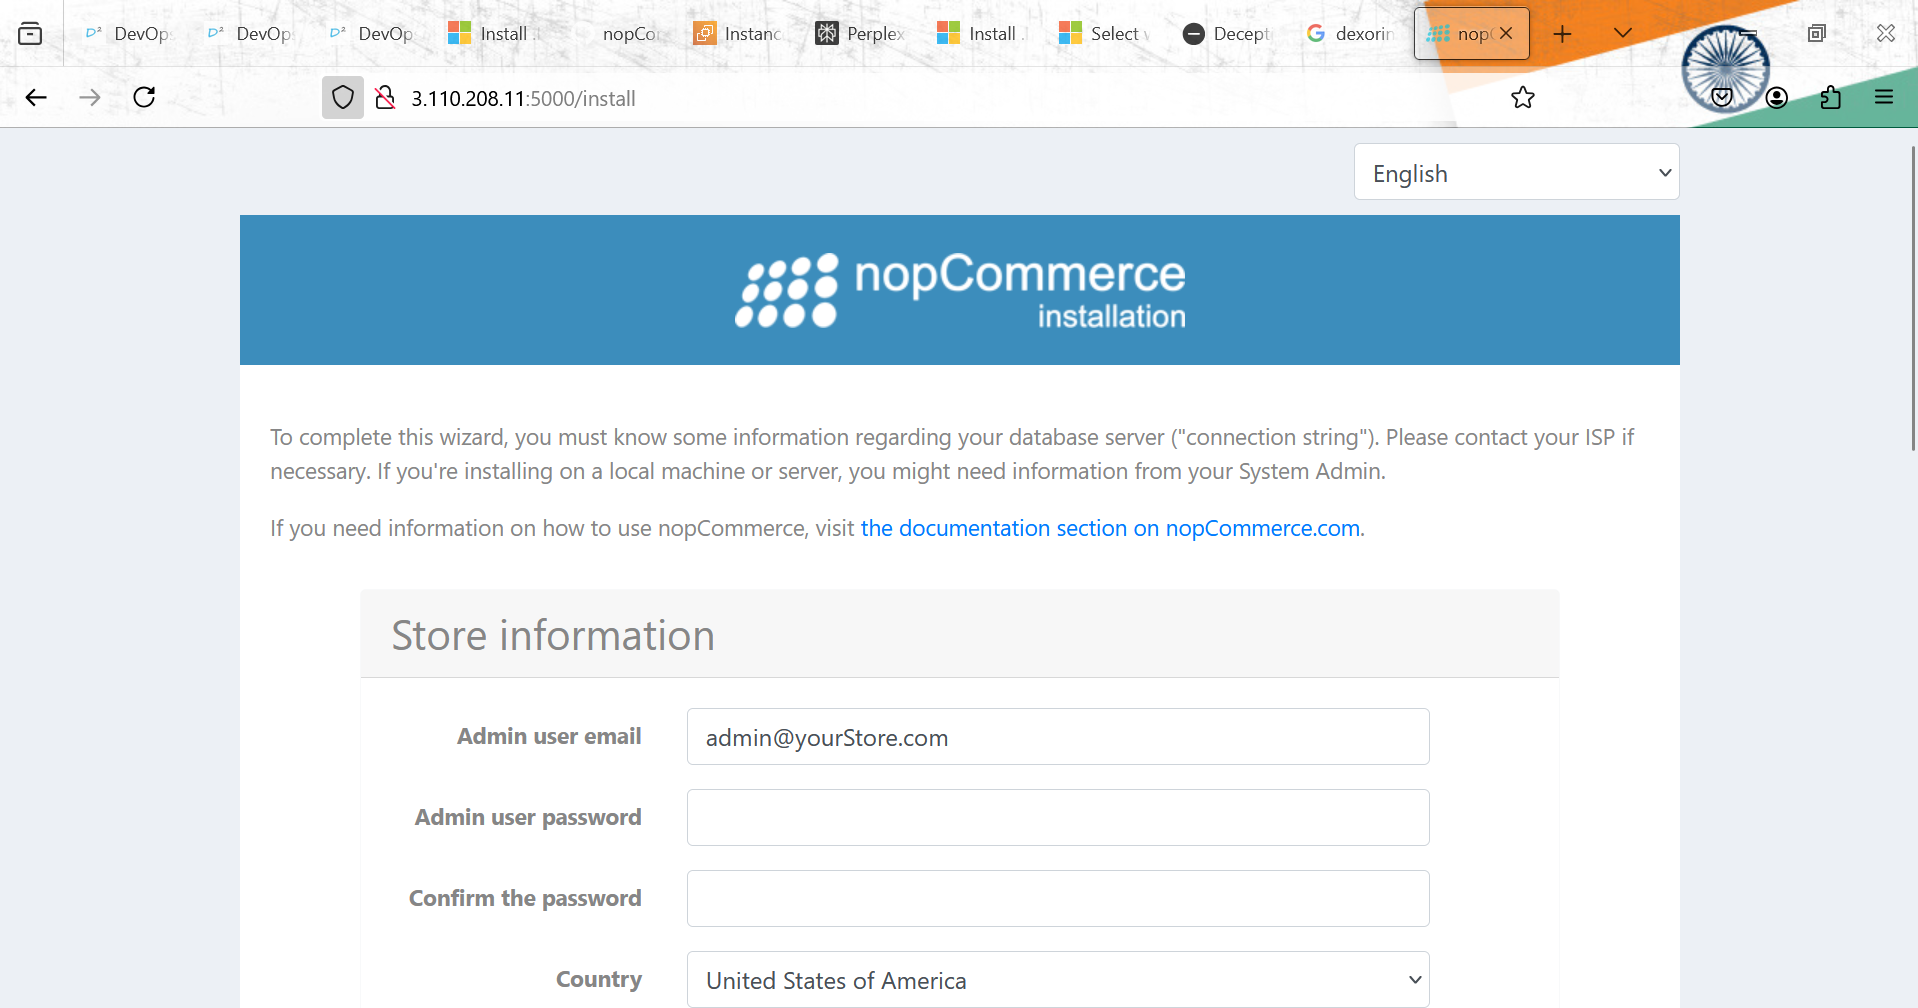 DevOps
DevOp
DevOp
Install
nopCo
Instanc
Perplex
Install
Select
Decept
dexorin
nop
3.110.208.11:5000/install
English
nopCommerce
installation
To complete this wizard, you must know some information regarding your database server ("connection string"). Please contact your ISP if
necessary. If you're installing on a local machine or server, you might need information from your System Admin.
If you need information on how to use nopCommerce, visit the documentation section on nopCommerce.com.
Store information
Admin user email
admin@yourStore.com
Admin user password
Confirm the password
Country
United States of America